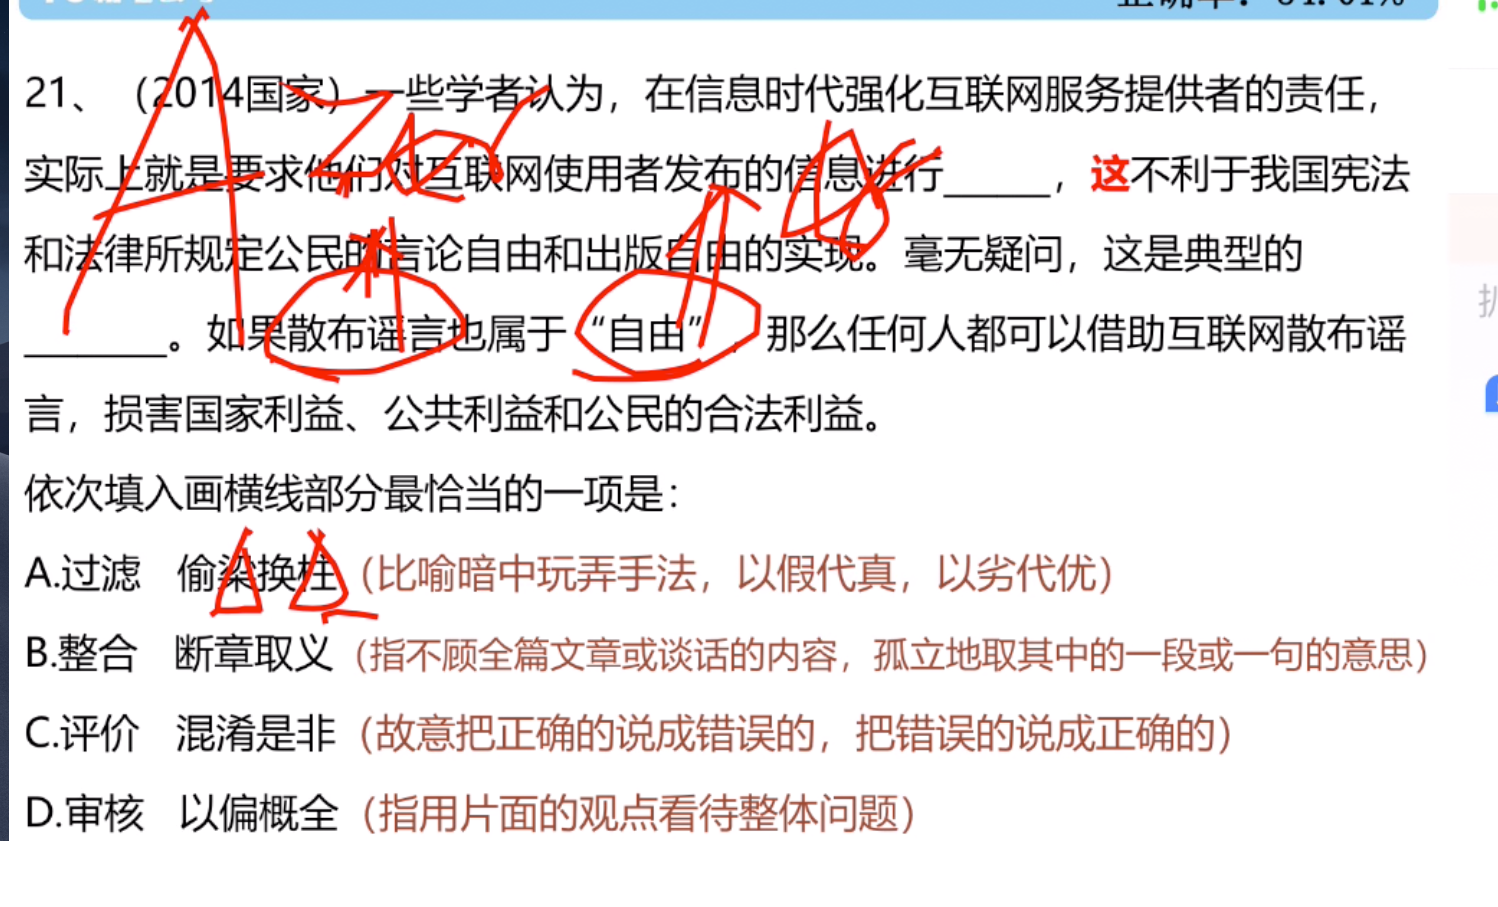 21、（2014国家）一些学者认为，在信息时代强化互联网服务提供者的责任，
实际上就是要求他们对互联网使用者发布的信息进行_____，这不利于我国宪法
和法律所规定公民的言论自由和出版自由的实现。毫无疑问，这是典型的
_______。如果散布谣言也属于“自由”，那么任何人都可以借助互联网散布谣
言，损害国家利益、公共利益和公民的合法利益。
依次填入画横线部分最恰当的一项是：
A.过滤 偷梁换柱（比喻暗中玩弄手法，以假代真，以劣代优）
B.整合 断章取义（指不顾全篇文章或谈话的内容，孤立地取其中的一段或一句的意思）
C.评价 混淆是非（故意把正确的说成错误的，把错误的说成正确的）
D.审核 以偏概全（指用片面的观点看待整体问题）